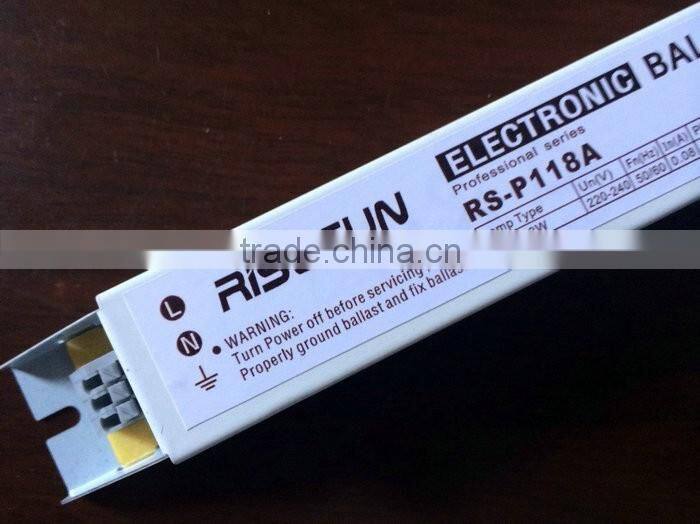 ELECTRONIC
Professional series
RS-P118A
Un(V) Fn(Hz) In(A)
220-240 50/60 0.08
Type
trade.china.cn
L
N
WARNING:
Turn Power off before servicing
Properly ground ballast and fix